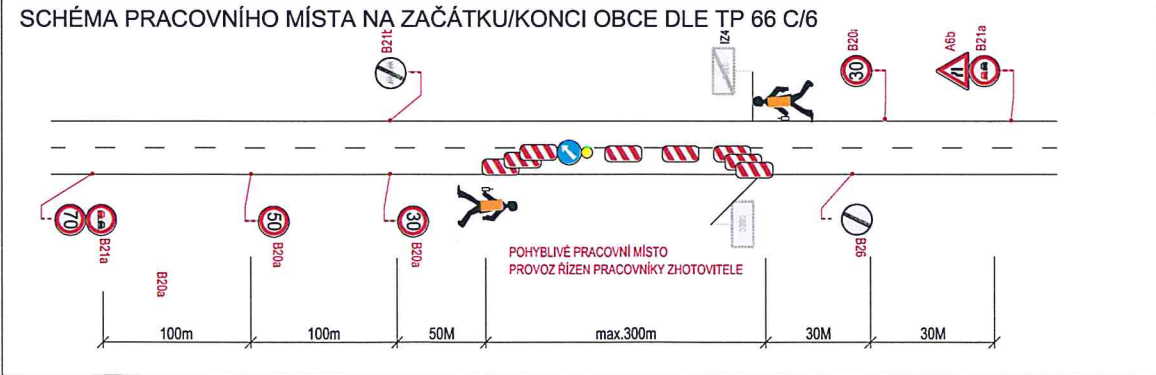 SCHÉMA PRACOVNÍHO MÍSTA NA ZAČÁTKU/KONCI OBCE DLE TP 66 C/6
B21b
IZ4
B20a
A6b
B21a
30
70
B21a
50
B20a
30
B20a
B26
B20a
POHYBLIVÉ PRACOVNÍ MÍSTO
PROVOZ ŘÍZEN PRACOVNÍKY ZHOTOVITELE
100m
100m
50M
max.300m
30M
30M